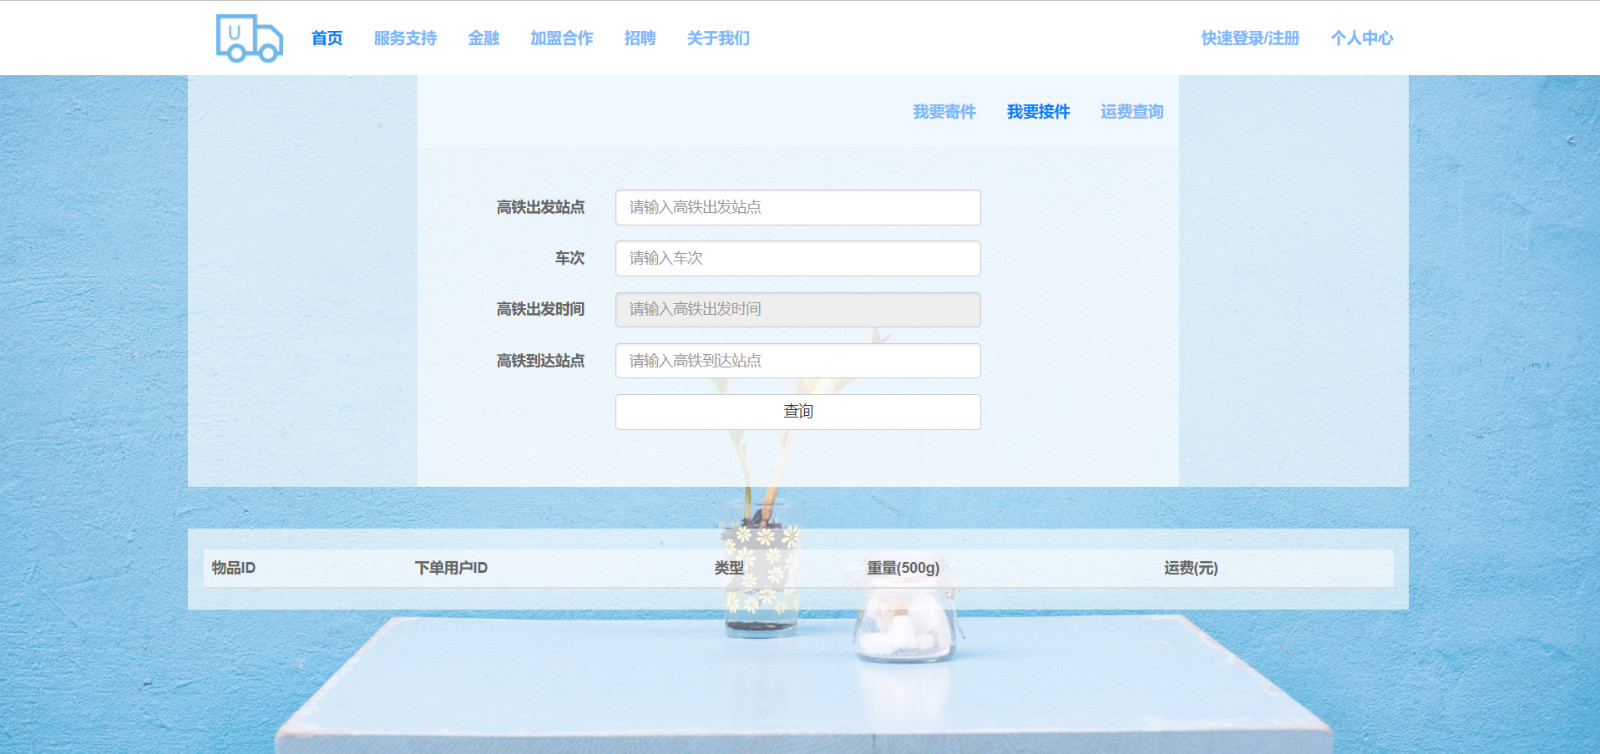 U
首页 服务支持 金融 加盟合作 招聘 关于我们 快速登录/注册 个人中心
我要寄件 我要接件 运费查询
高铁出发站点 请输入高铁出发站点
车次 请输入车次
高铁出发时间 请输入高铁出发时间
高铁到达站点 请输入高铁到达站点
查询
物品ID 下单用户ID 类型 重量(500g) 运费(元)